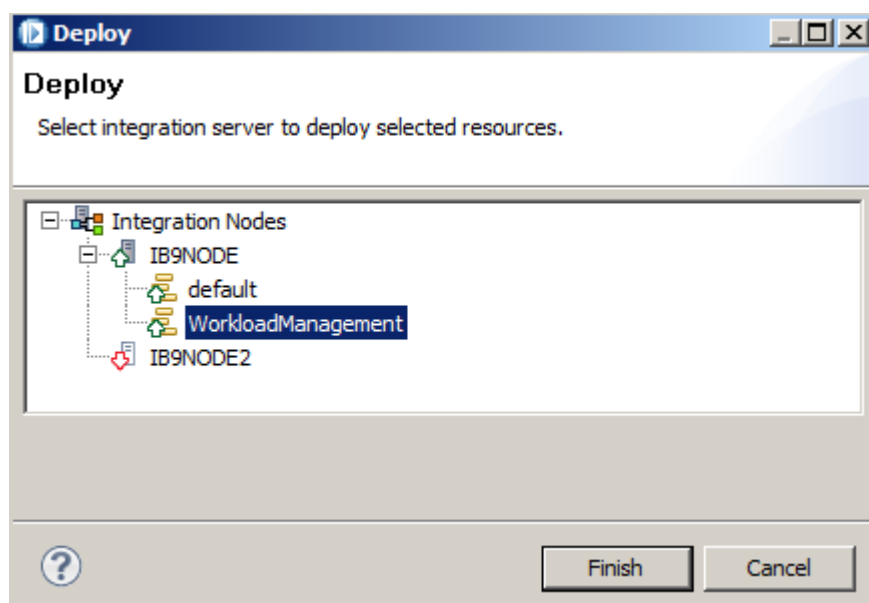 Deploy
Deploy
Select integration server to deploy selected resources.
Integration Nodes
IB9NODE
default
WorkloadManagement
IB9NODE2
?
Finish Cancel